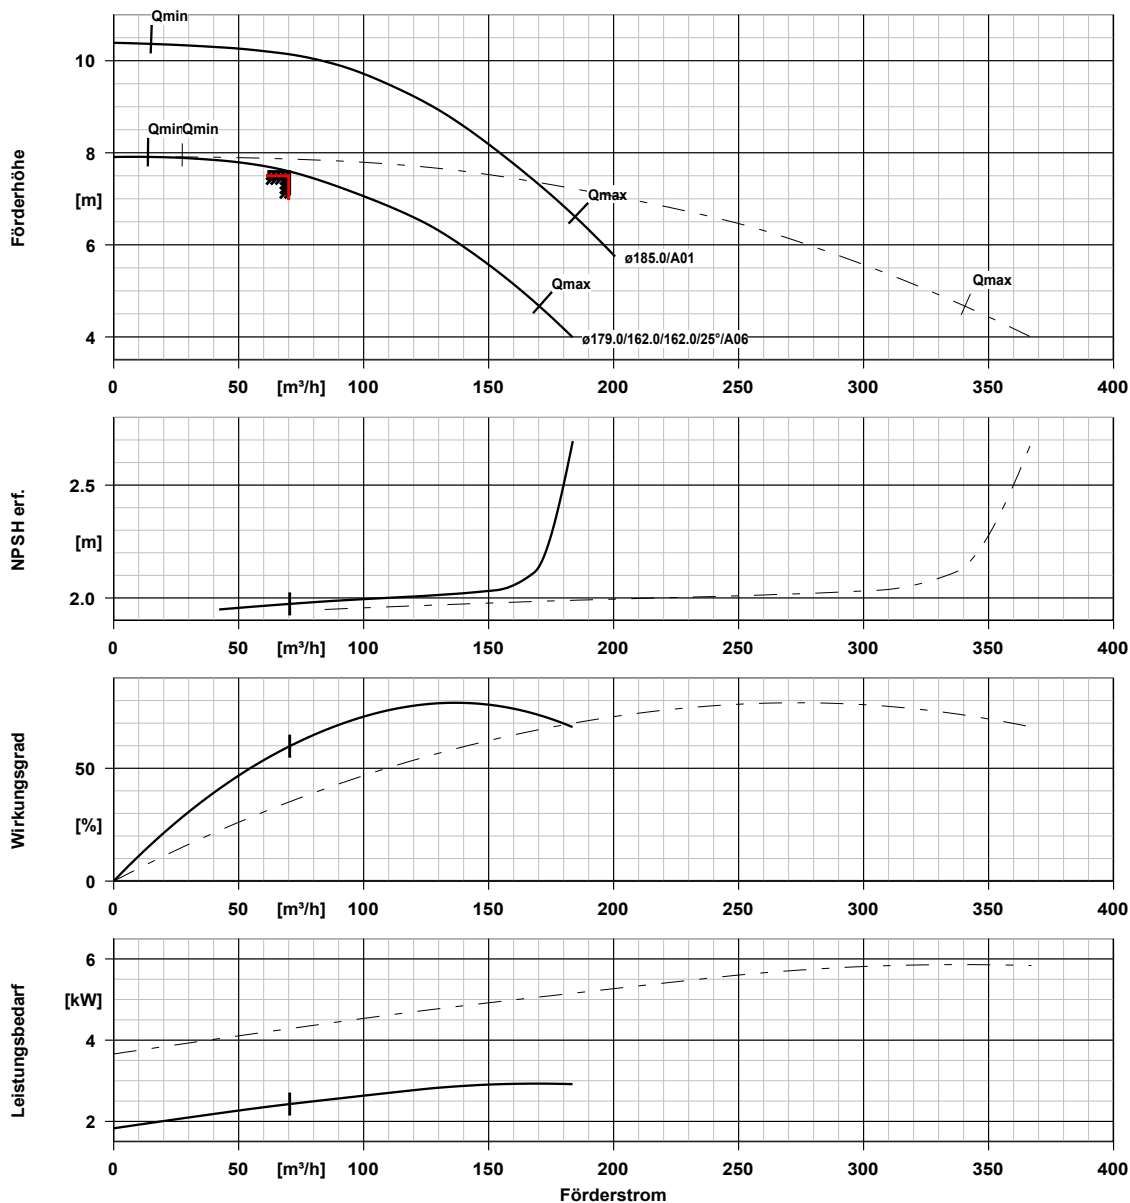 Qmin
10
QminQmin
8
Förderhöhe
[m]
Qmax
6
ø185.0/A01
Qmax
Qmax
4
ø179.0/162.0/162.0/25°/A06
0 50 [m³/h] 100 150 200 250 300 350 400
2.5
NPSH erf.
[m]
2.0
0 50 [m³/h] 100 150 200 250 300 350 400
Wirkungsgrad
50
[%]
0
0 50 [m³/h] 100 150 200 250 300 350 400
6
[kW]
Leistungsbedarf
4
2
0 50 [m³/h] 100 150 200 250 300 350 400
Förderstrom